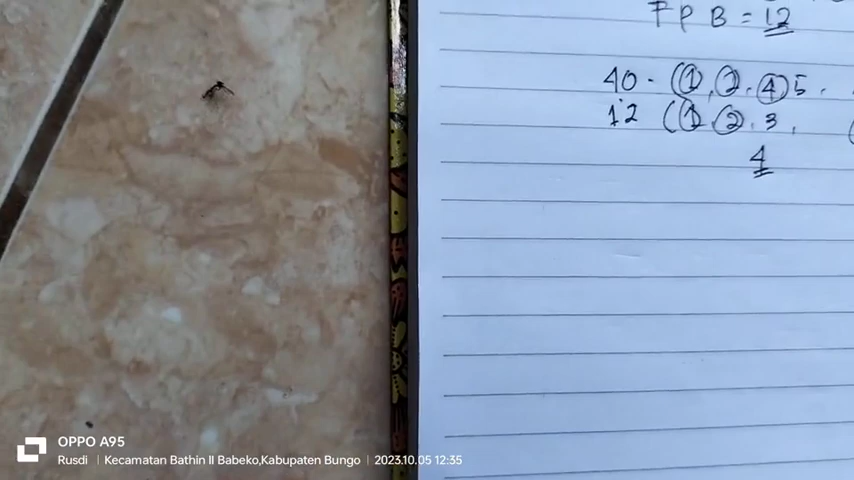 FPB = 12
40 - (1, 2, 4 5.
12 (1, 2, 3,
4
OPPO A95
Rusdi | Kecamatan Bathin II Babeko,Kabupaten Bungo | 2023.10.05 12:35